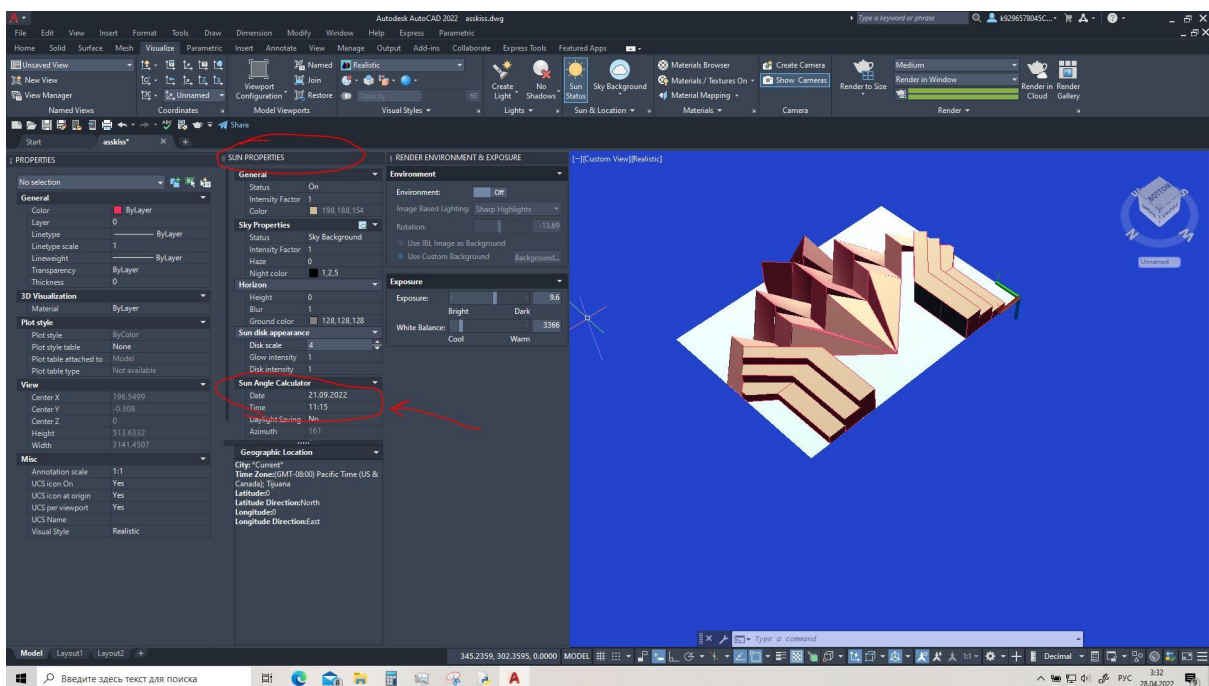 Autodesk AutoCAD 2022 asskiss.dwg
Type a keyword or phrase
k9296578045C...
File Edit View Insert Format Tools Draw Dimension Modify Window Help Express Parametric
Home Solid Surface Mesh Visualize Parametric Insert Annotate View Manage Output Add-ins Collaborate Express Tools Featured Apps
Unsaved View
New View
View Manager
Named Views
Unnamed
Coordinates
Viewport Configuration
Named
Join
Restore
Model Viewports
Realistic
Opacity 60
Visual Styles
Create Light
No Shadows
Lights
Sun Status
Sky Background
Sun & Location
Materials Browser
Materials / Textures On
Material Mapping
Materials
Create Camera
Show Cameras
Camera
Render to Size
Medium
Render in Window
Render
Render in Cloud
Render Gallery
Share
Start asskiss*
PROPERTIES
No selection
General
Color ByLayer
Layer 0
Linetype ByLayer
Linetype scale 1
Lineweight ByLayer
Transparency ByLayer
Thickness 0
3D Visualization
Material ByLayer
Plot style
Plot style ByColor
Plot style table None
Plot table attached to Model
Plot table type Not available
View
Center X 196.5499
Center Y -0.308
Center Z 0
Height 513.6332
Width 3141.4507
Misc
Annotation scale 1:1
UCS icon On Yes
UCS icon at origin Yes
UCS per viewport Yes
UCS Name
Visual Style Realistic
SUN PROPERTIES
General
Status On
Intensity Factor 1
Color 198,188,154
Sky Properties
Status Sky Background
Intensity Factor 1
Haze 0
Night color 1,2,5
Horizon
Height 0
Blur 1
Ground color 128,128,128
Sun disk appearance
Disk scale 4
Glow intensity 1
Disk intensity 1
Sun Angle Calculator
Date 21.09.2022
Time 11:15
Daylight Saving No
Azimuth 161
Geographic Location
City: "Current"
Time Zone:(GMT-08:00) Pacific Time (US &
Canada); Tijuana
Latitude:0
Latitude Direction:North
Longitude:0
Longitude Direction:East
RENDER ENVIRONMENT & EXPOSURE
Environment
Environment: Off
Image Based Lighting: Sharp Highlights
Rotation: -13.69
Use IBL Image as Background
Use Custom Background Background...
Exposure
Exposure: 9.6
Bright Dark
White Balance: 3366
Cool Warm
[-][Custom View][Realistic]
BOTTOM
N
S
Unnamed
Y
Type a command
Model Layout1 Layout2
345.2359, 302.3595, 0.0000 MODEL 1:1 Decimal
Введите здесь текст для поиска
РУС
3:32
28.04.2022